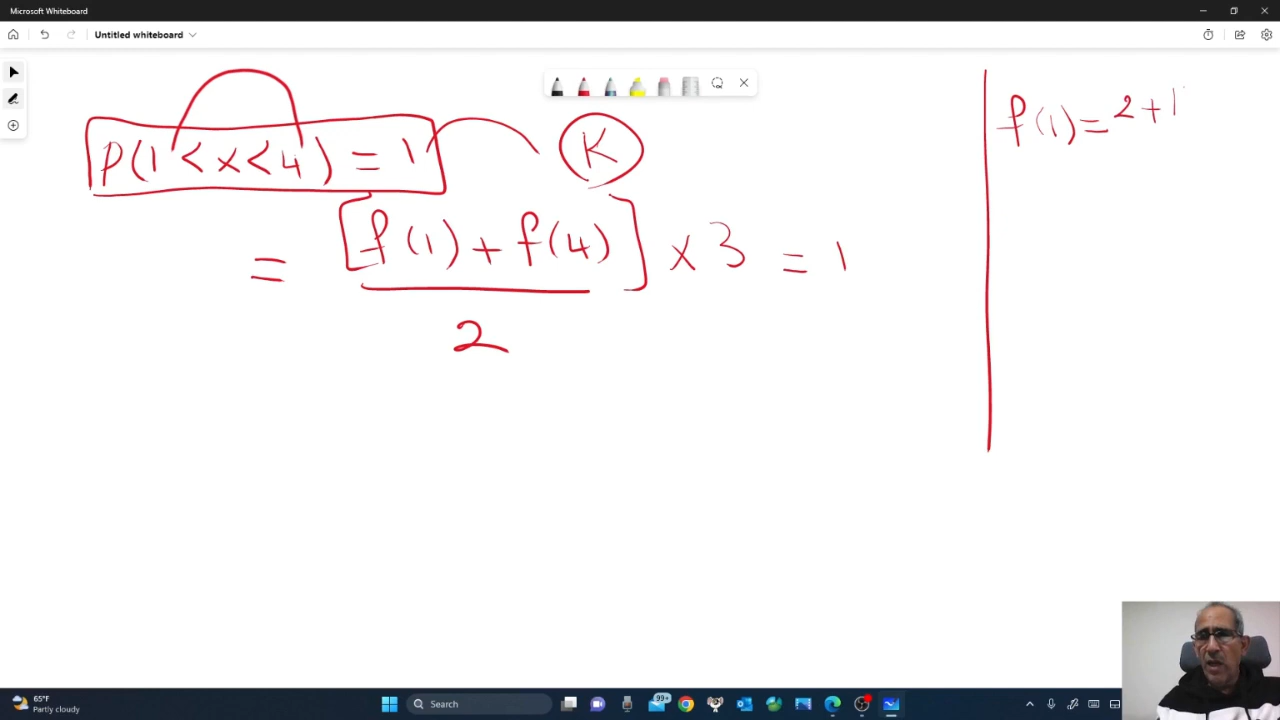 Microsoft Whiteboard
Untitled whiteboard
P(1 < x < 4) = 1
K
= [f(1) + f(4)] × 3 = 1
2
f(1) = 2 + 1
99+
65°F
Partly cloudy
Search